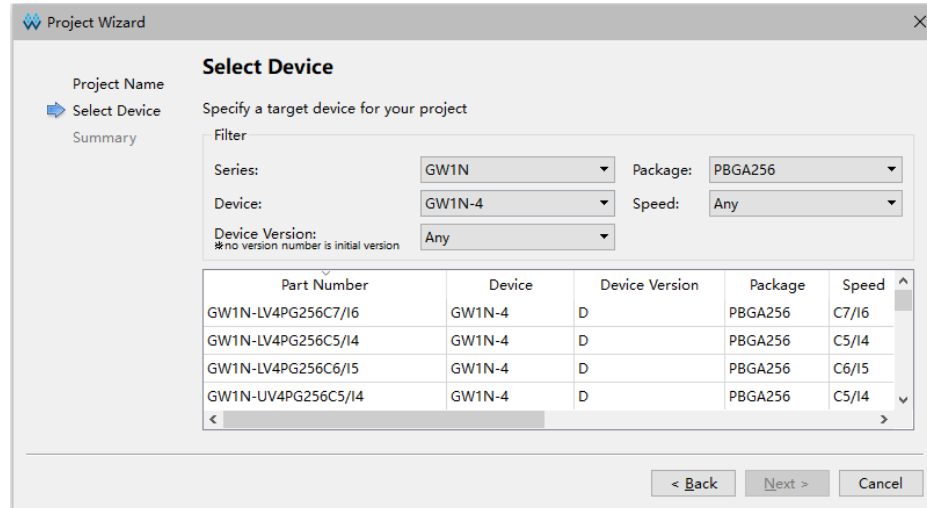 Project Wizard
Project Name
Select Device
Summary
Select Device
Specify a target device for your project
Filter
Series: GW1N Package: PBGA256
Device: GW1N-4 Speed: Any
Device Version: Any
※no version number is initial version
Part Number Device Device Version Package Speed
GW1N-LV4PG256C7/I6 GW1N-4 D PBGA256 C7/I6
GW1N-LV4PG256C5/I4 GW1N-4 D PBGA256 C5/I4
GW1N-LV4PG256C6/I5 GW1N-4 D PBGA256 C6/I5
GW1N-UV4PG256C5/I4 GW1N-4 D PBGA256 C5/I4
< Back Next > Cancel